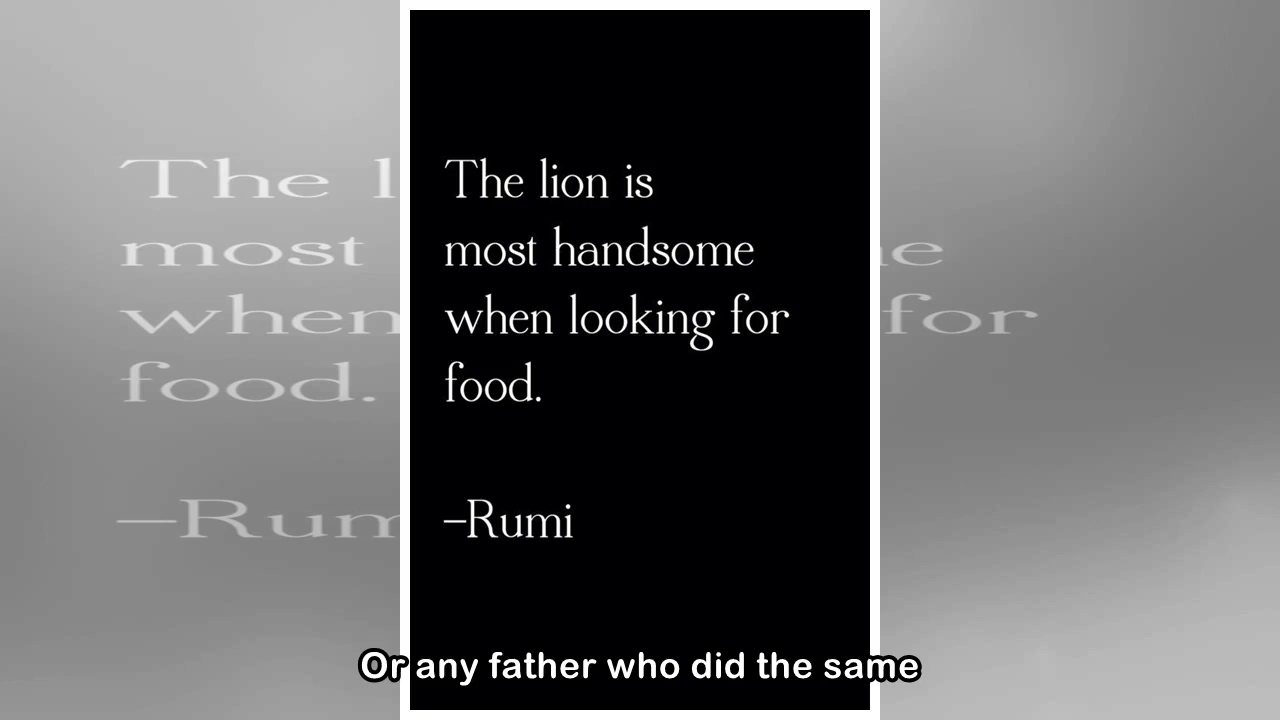 The lion is
most handsome
when looking for
food.
–Rumi
Or any father who did the same